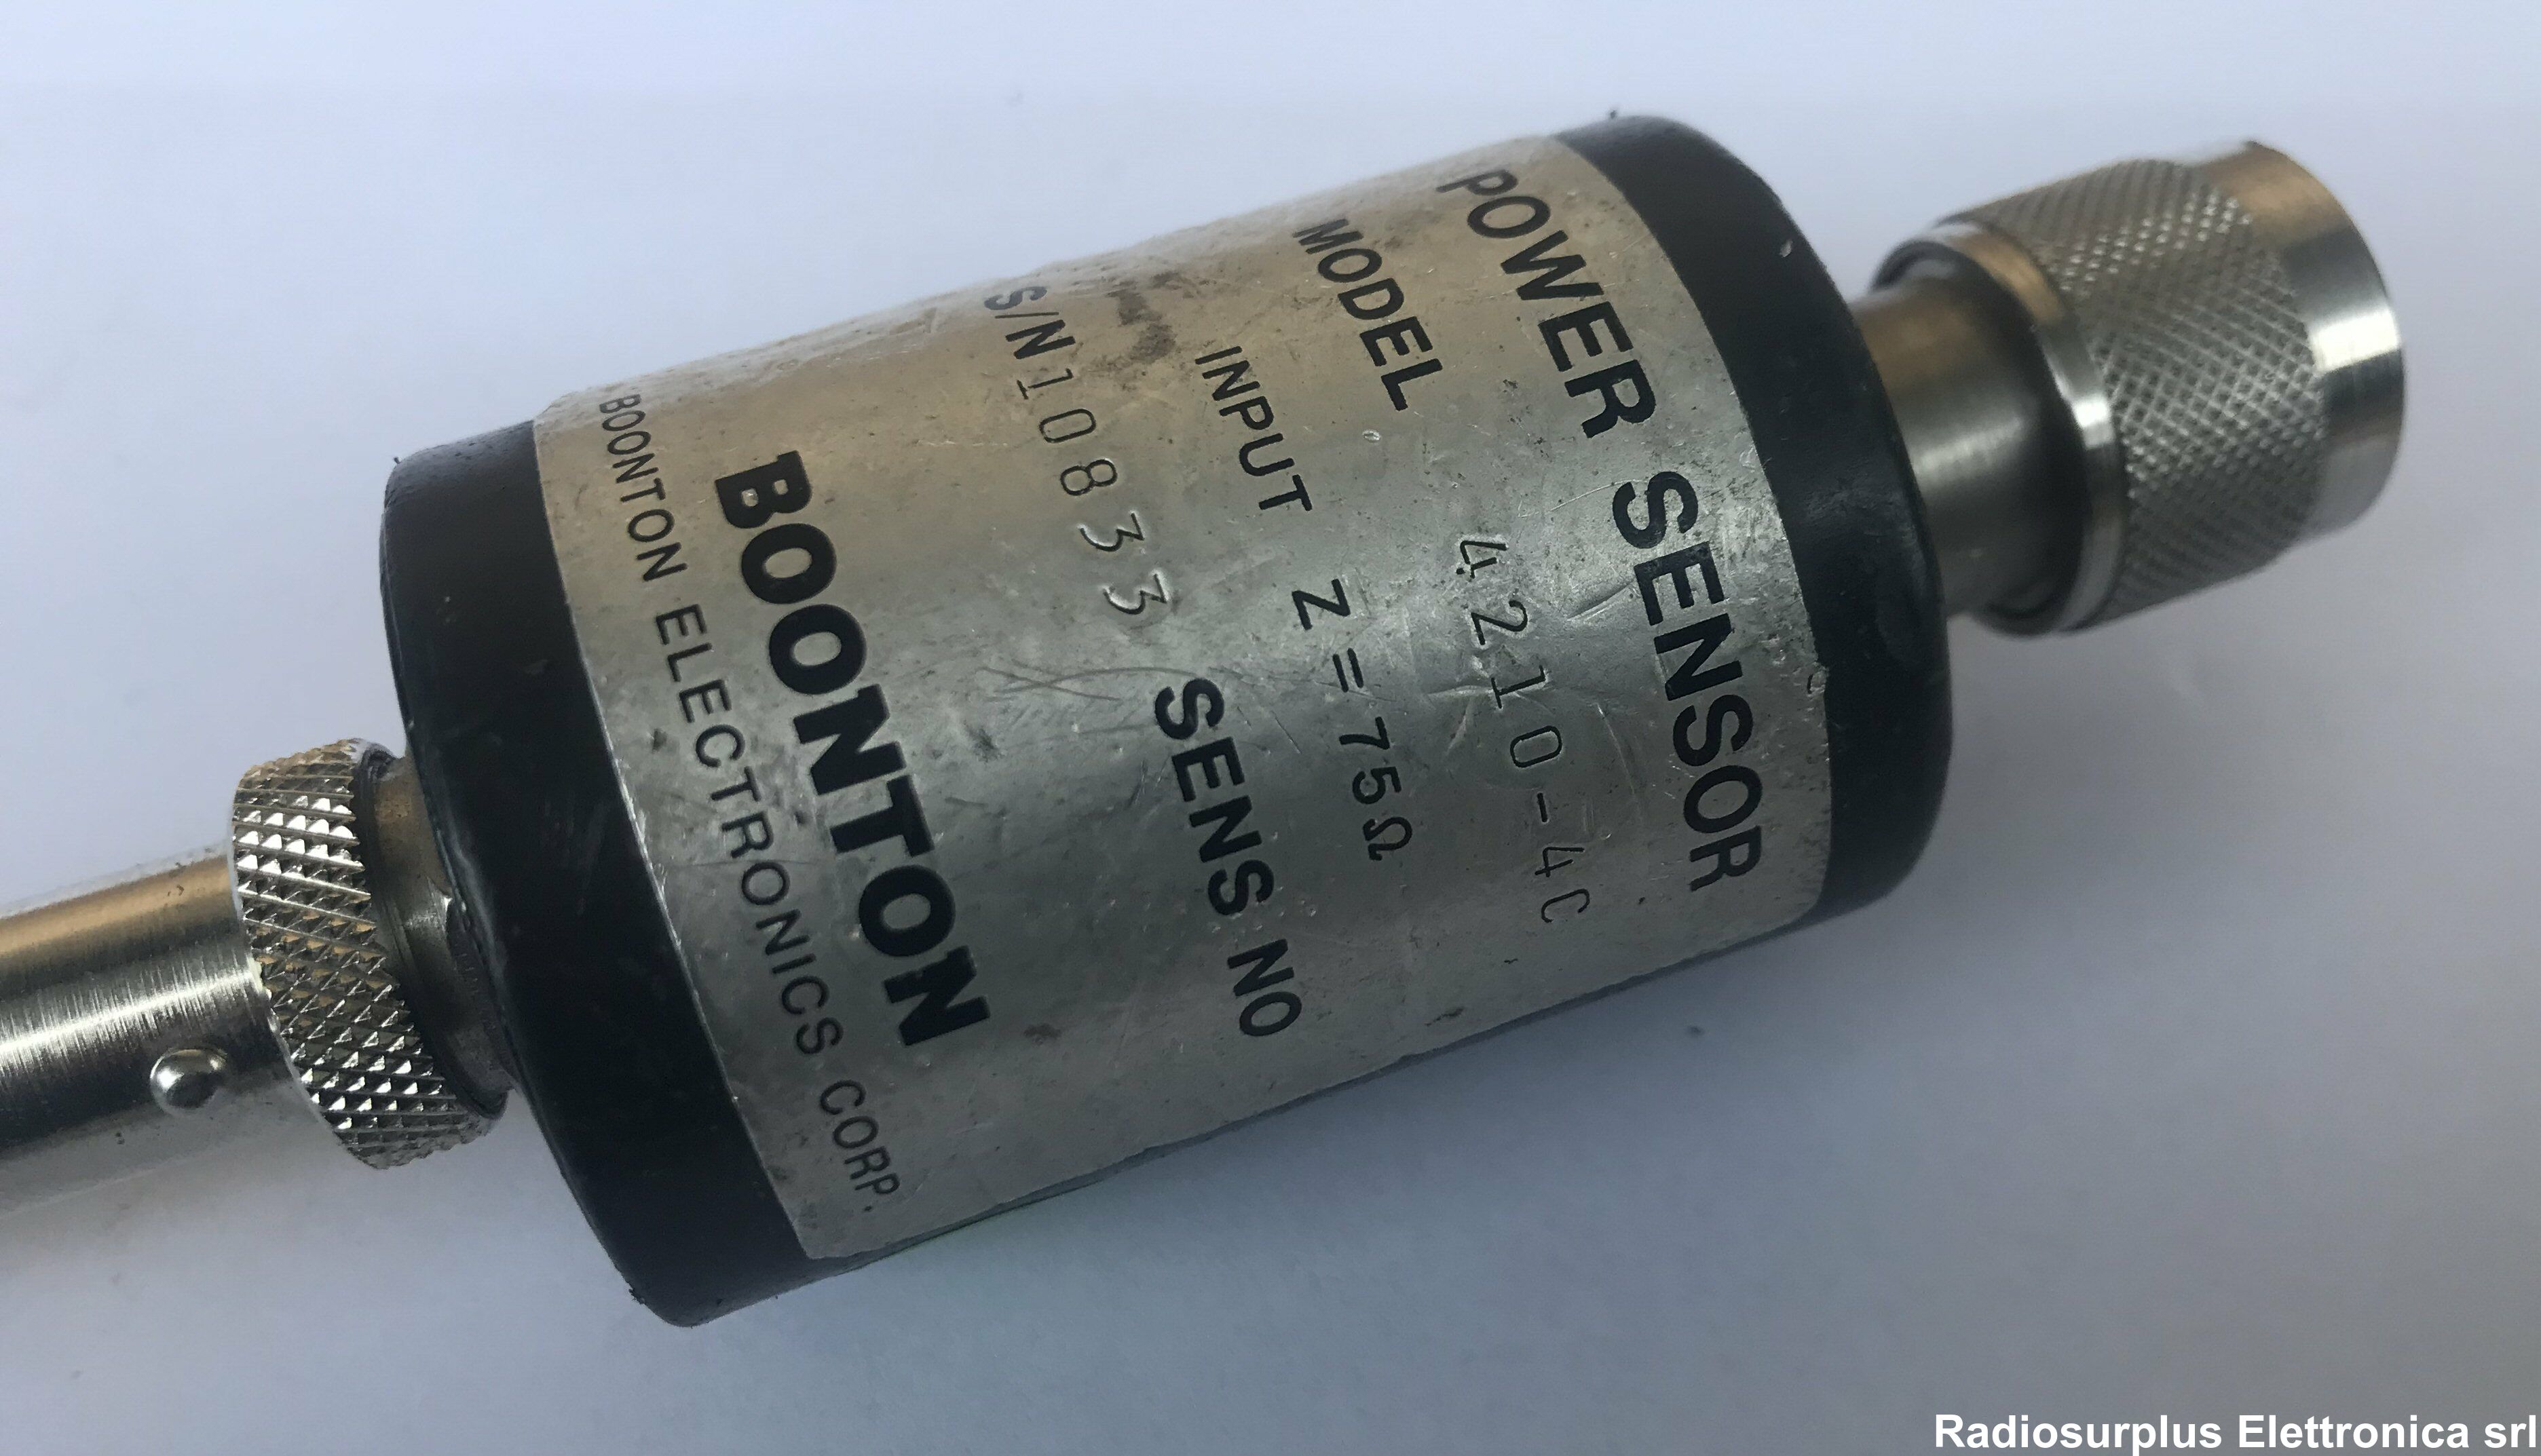 POWER SENSOR
MODEL 4210-4C
INPUT Z=75Ω
S/N 10833 SENS NO
BOONTON
BOONTON ELECTRONICS CORP.
Radiosurplus Elettronica srl